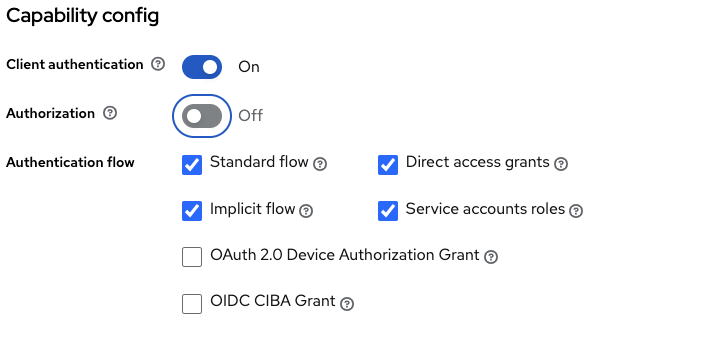 Capability config
Client authentication ? On
Authorization ? Off
Authentication flow Standard flow ? Direct access grants ?
Implicit flow ? Service accounts roles ?
OAuth 2.0 Device Authorization Grant ?
OIDC CIBA Grant ?